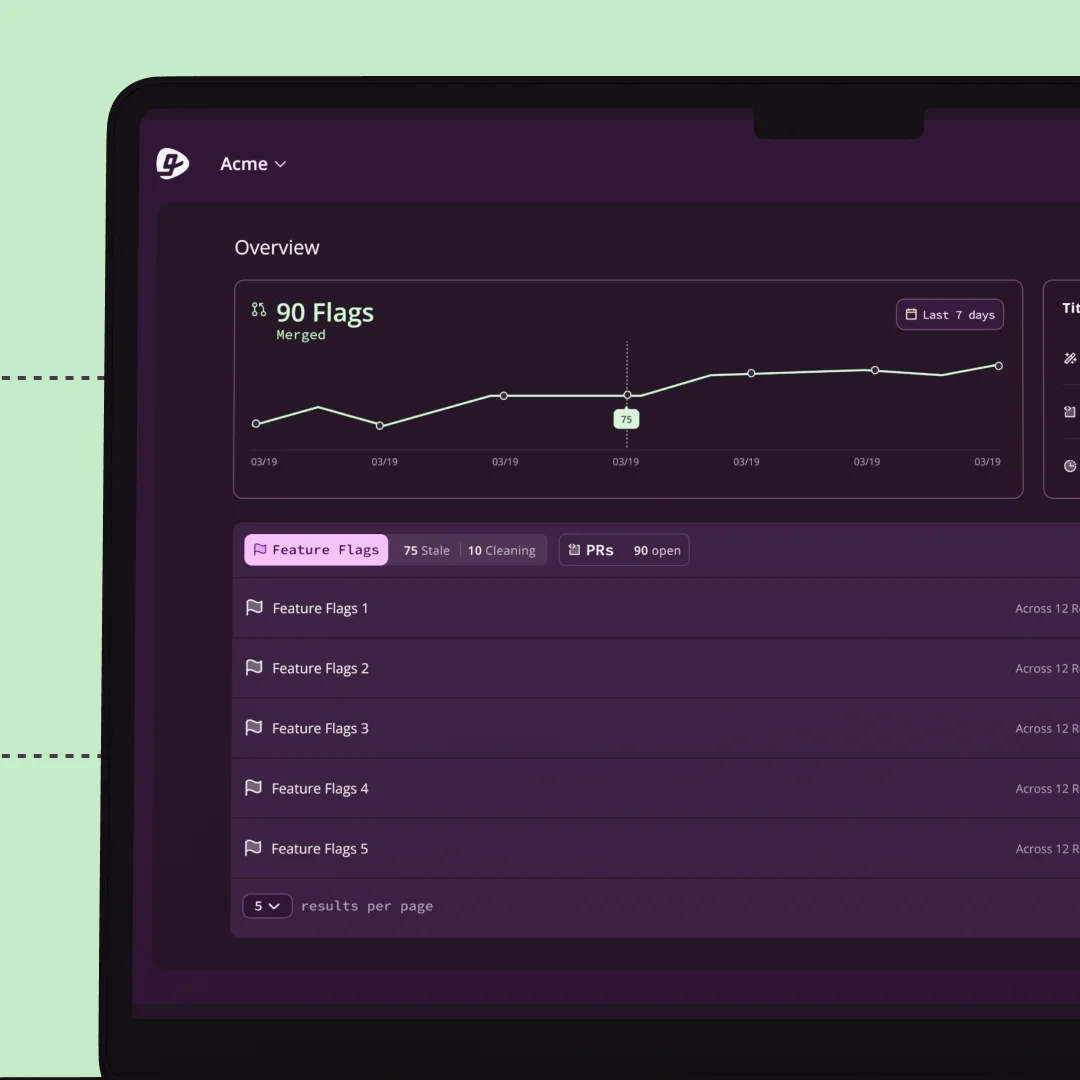 Acme
Overview
90 Flags
Merged
Last 7 days
75
03/19 03/19 03/19 03/19 03/19 03/19 03/19
Tit
Feature Flags 75 Stale 10 Cleaning PRs 90 open
Feature Flags 1 Across 12 R
Feature Flags 2 Across 12 R
Feature Flags 3 Across 12 R
Feature Flags 4 Across 12 R
Feature Flags 5 Across 12 R
5 results per page